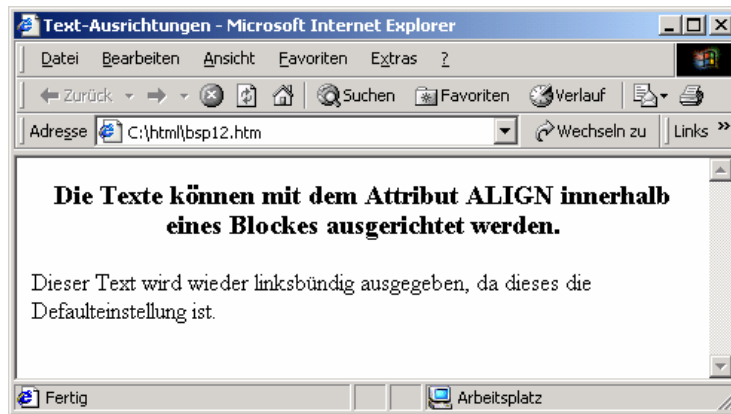 Text-Ausrichtungen - Microsoft Internet Explorer
Datei Bearbeiten Ansicht Favoriten Extras ?
Zurück Suchen Favoriten Verlauf
Adresse C:\html\bsp12.htm Wechseln zu Links »
Die Texte können mit dem Attribut ALIGN innerhalb
eines Blockes ausgerichtet werden.
Dieser Text wird wieder linksbündig ausgegeben, da dieses die
Defaulteinstellung ist.
Fertig Arbeitsplatz